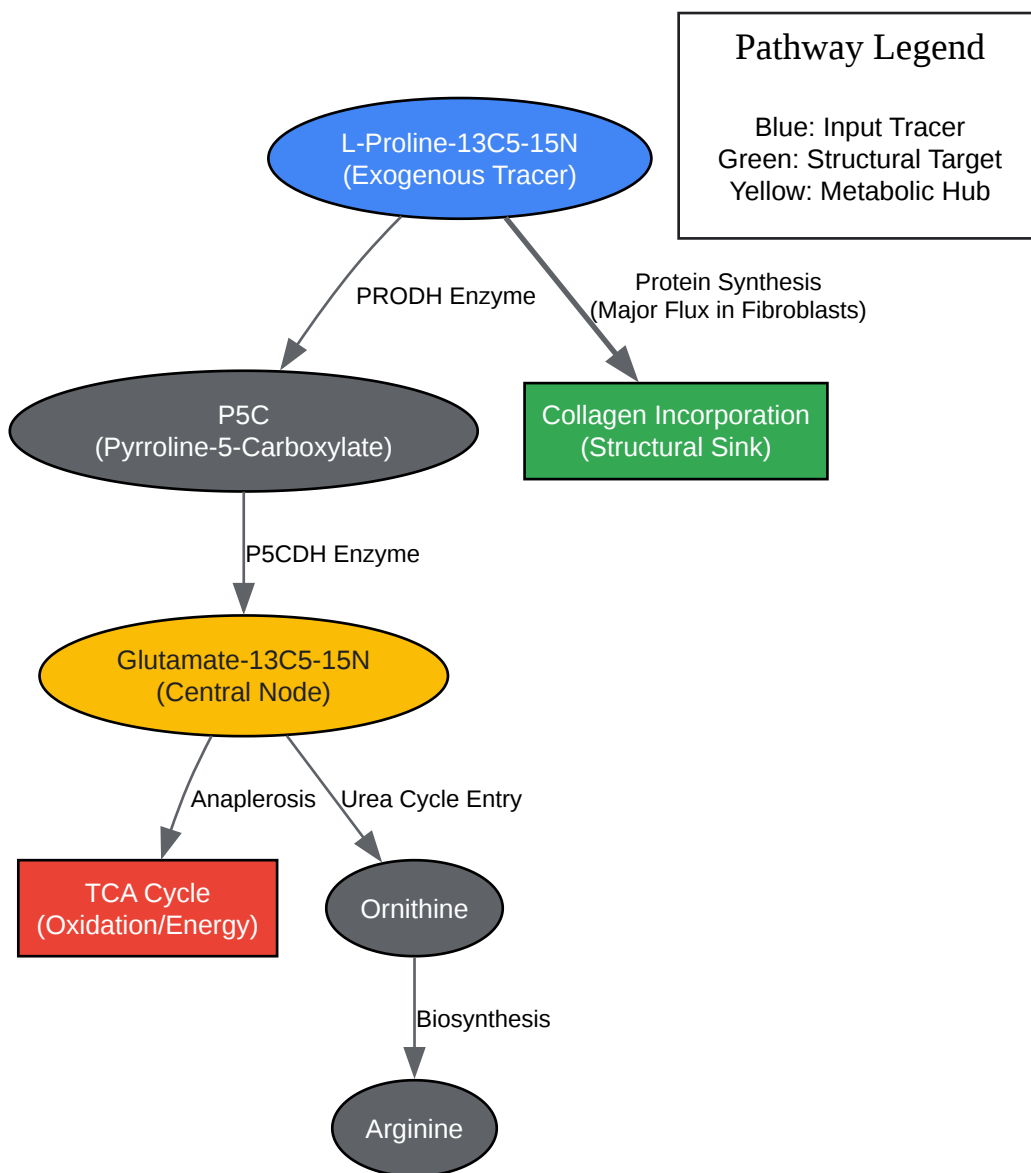 Pathway Legend
Blue: Input Tracer
Green: Structural Target
Yellow: Metabolic Hub
L-Proline-13C5-15N
(Exogenous Tracer)
PRODH Enzyme
Protein Synthesis
(Major Flux in Fibroblasts)
P5C
(Pyrroline-5-Carboxylate)
Collagen Incorporation
(Structural Sink)
P5CDH Enzyme
Glutamate-13C5-15N
(Central Node)
Anaplerosis
Urea Cycle Entry
TCA Cycle
(Oxidation/Energy)
Ornithine
Biosynthesis
Arginine